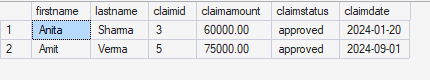 firstname lastname claimid claimamount claimstatus claimdate
1 Anita Sharma 3 60000.00 approved 2024-01-20
2 Amit Verma 5 75000.00 approved 2024-09-01